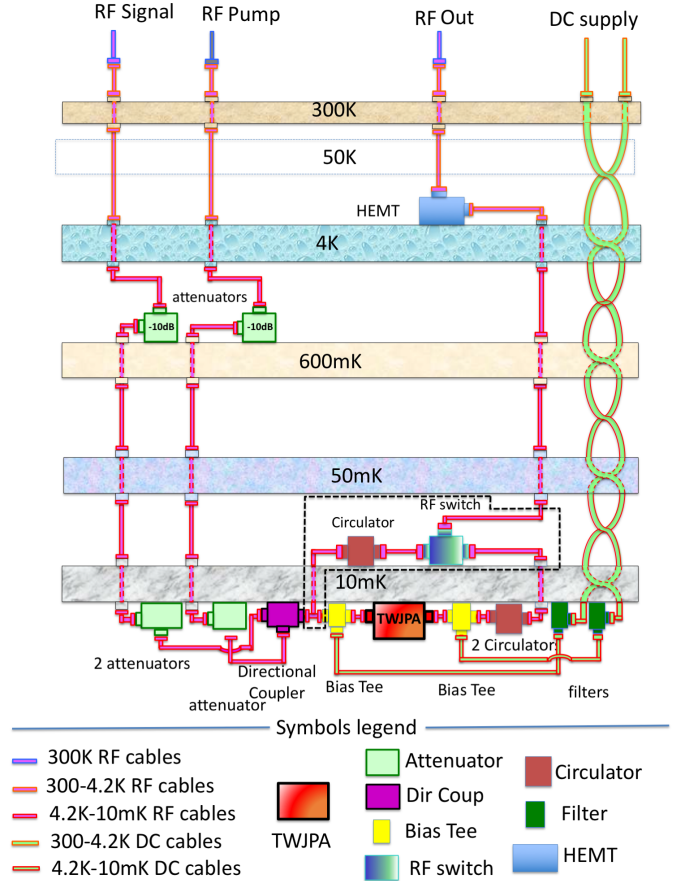 RF Signal
RF Pump
RF Out
DC supply
300K
50K
HEMT
4K
attenuators
-10dB
-10dB
600mK
50mK
RF switch
Circulator
10mK
TWJPA
2 attenuators
attenuator
Directional
Coupler
Bias Tee
2 Circulators
Bias Tee
filters
Symbols legend
300K RF cables
300-4.2K RF cables
4.2K-10mK RF cables
300-4.2K DC cables
4.2K-10mK DC cables
TWJPA
Attenuator
Dir Coup
Bias Tee
RF switch
Circulator
Filter
HEMT